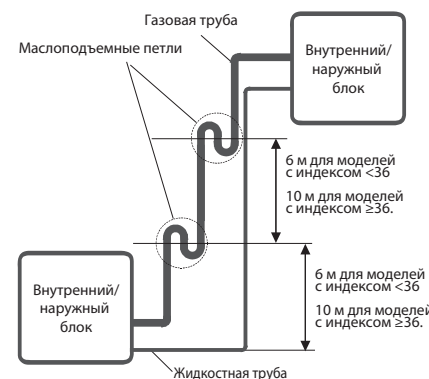 Газовая труба
Маслоподъемные петли
Внутренний/
наружный
блок
6 м для моделей
с индексом <36
10 м для моделей
с индексом ≥36.
Внутренний/
наружный
блок
6 м для моделей
с индексом <36
10 м для моделей
с индексом ≥36.
Жидкостная труба